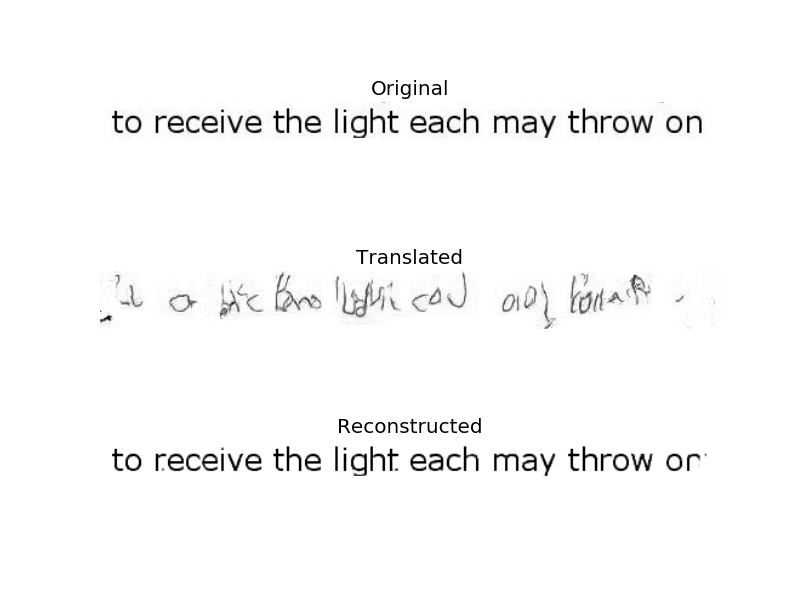 Original
to receive the light each may throw on
Translated
Reconstructed
to receive the light each may throw on